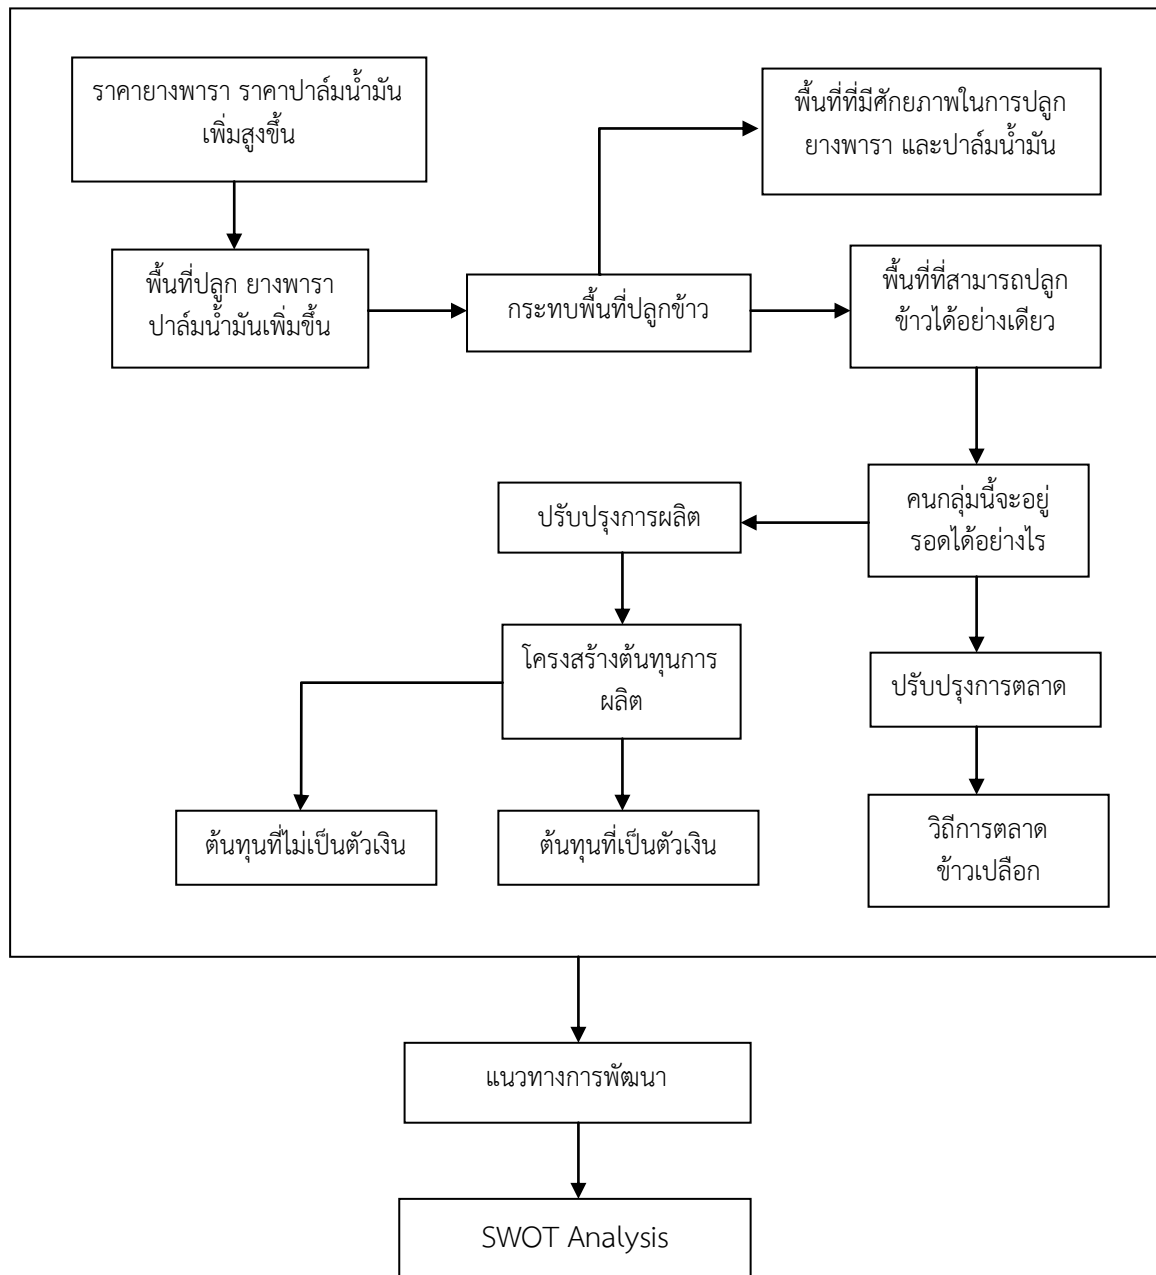 ราคายางพารา ราคาปาล์มน้ำมัน
เพิ่มสูงขึ้น
พื้นที่ที่มีศักยภาพในการปลูก
ยางพารา และปาล์มน้ำมัน
พื้นที่ปลูก ยางพารา
ปาล์มน้ำมันเพิ่มขึ้น
กระทบพื้นที่ปลูกข้าว
พื้นที่ที่สามารถปลูก
ข้าวได้อย่างเดียว
ปรับปรุงการผลิต
คนกลุ่มนี้จะอยู่
รอดได้อย่างไร
โครงสร้างต้นทุนการ
ผลิต
ปรับปรุงการตลาด
ต้นทุนที่ไม่เป็นตัวเงิน
ต้นทุนที่เป็นตัวเงิน
วิถีการตลาด
ข้าวเปลือก
แนวทางการพัฒนา
SWOT Analysis